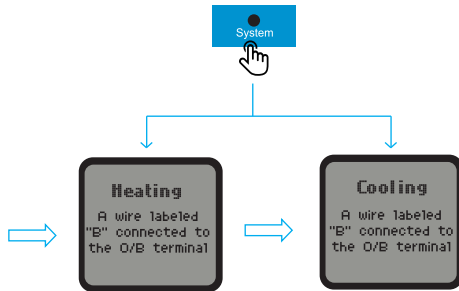 System
Heating
A wire labeled
"B" connected to
the O/B terminal
Cooling
A wire labeled
"B" connected to
the O/B terminal